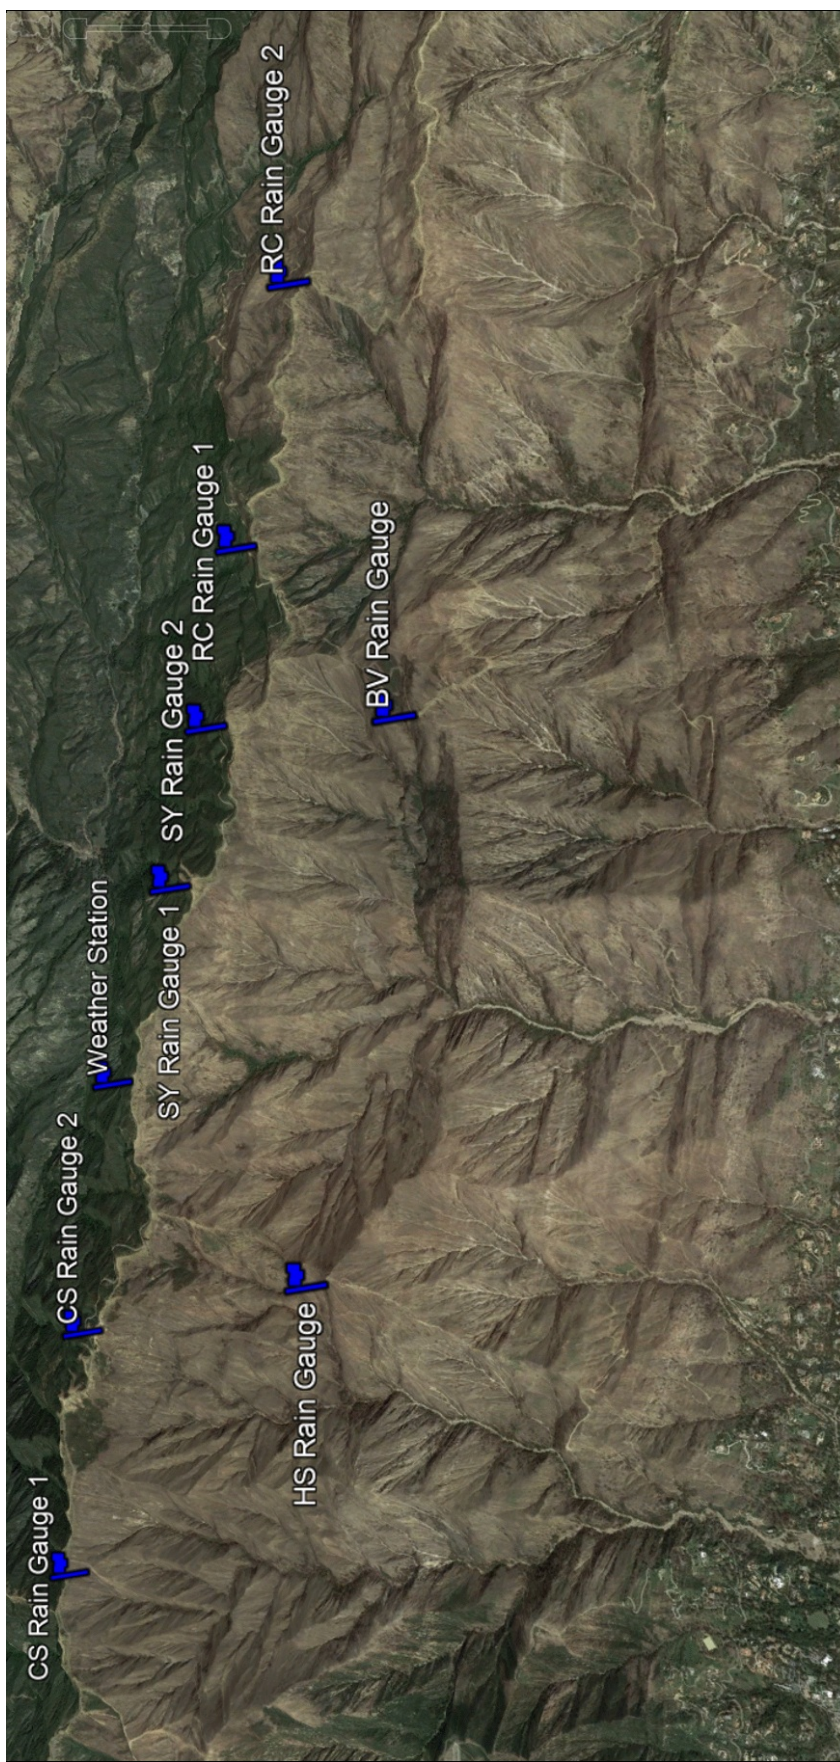 CS Rain Gauge 1
CS Rain Gauge 2
Weather Station
HS Rain Gauge
SY Rain Gauge 1
SY Rain Gauge 2
RC Rain Gauge 1
BV Rain Gauge
RC Rain Gauge 2